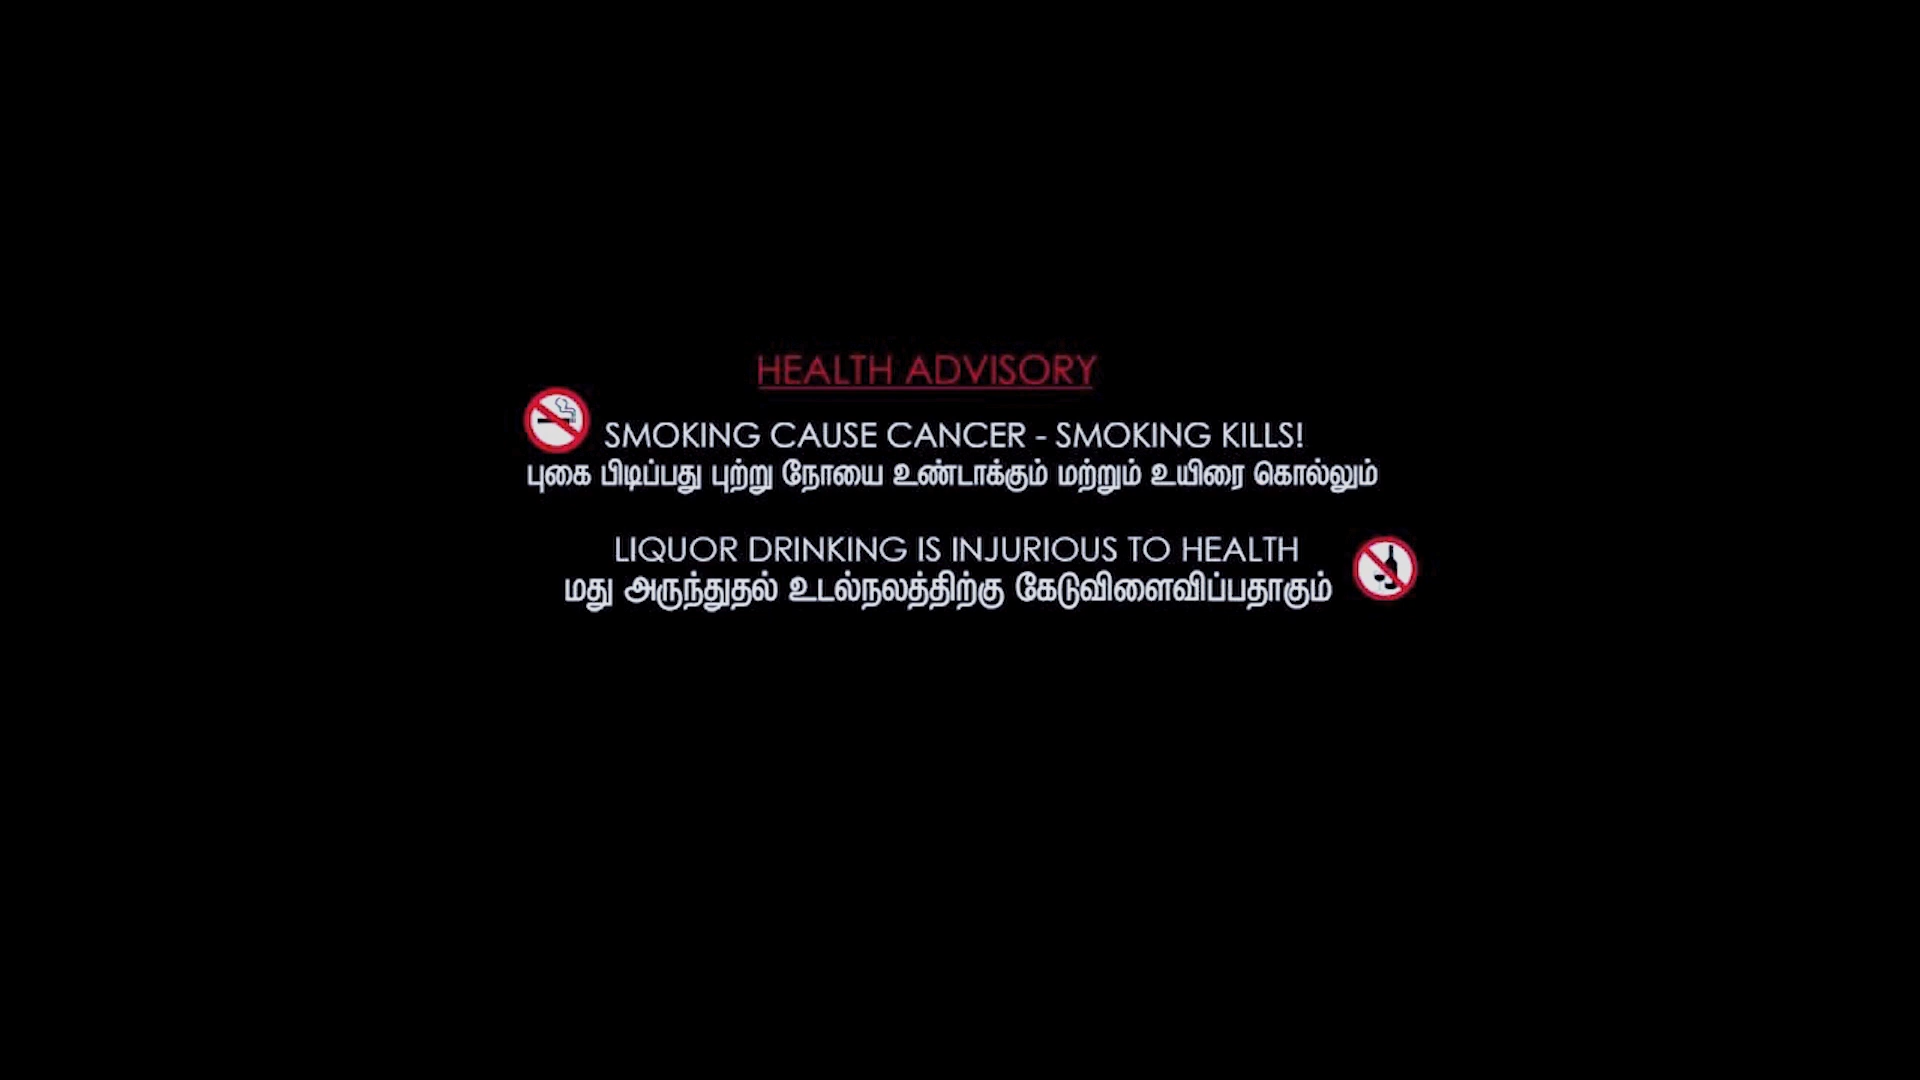 HEALTH ADVISORY
SMOKING CAUSE CANCER - SMOKING KILLS!
புகை பிடிப்பது புற்று நோயை உண்டாக்கும் மற்றும் உயிரை கொல்லும்
LIQUOR DRINKING IS INJURIOUS TO HEALTH
மது அருந்துதல் உடல்நலத்திற்கு கேடுவிளைவிப்பதாகும்